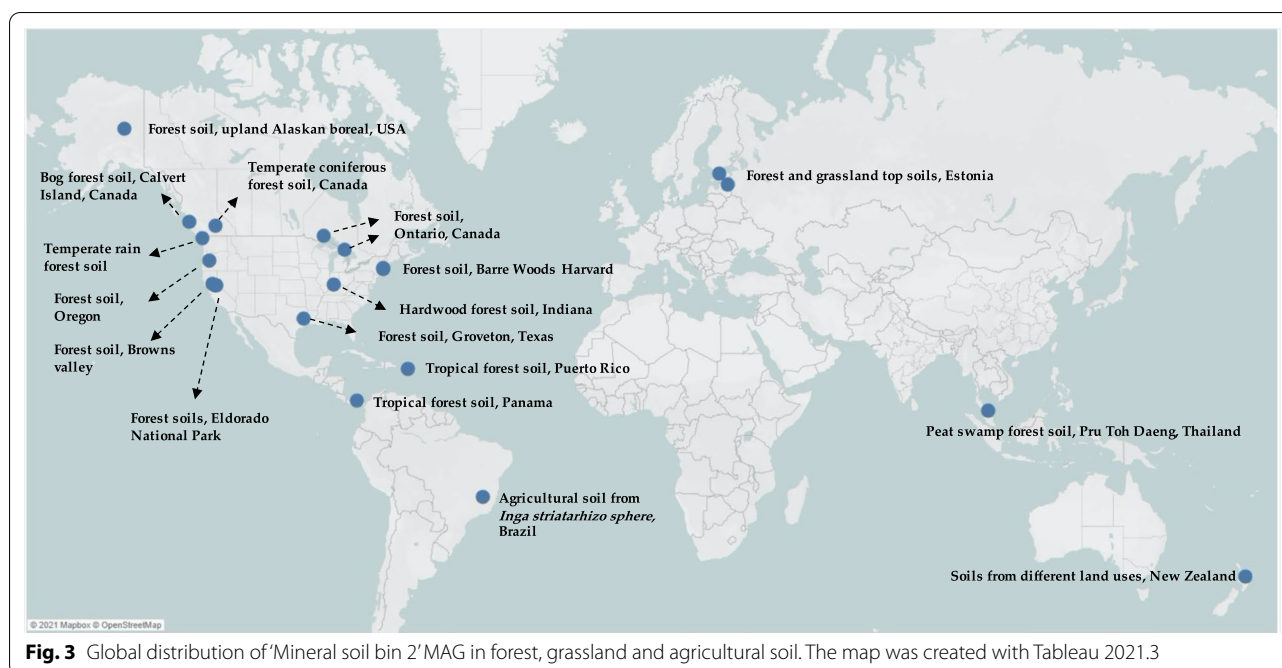 Forest soil, upland Alaskan boreal, USA
Bog forest soil, Calvert
Island, Canada
Temperate coniferous
forest soil, Canada
Forest and grassland top soils, Estonia
Forest soil,
Ontario, Canada
Temperate rain
forest soil
Forest soil, Barre Woods Harvard
Forest soil,
Oregon
Hardwood forest soil, Indiana
Forest soil, Groveton, Texas
Forest soil, Browns
valley
Tropical forest soil, Puerto Rico
Tropical forest soil, Panama
Forest soils, Eldorado
National Park
Peat swamp forest soil, Pru Toh Daeng, Thailand
Agricultural soil from
Inga striatarhizo sphere,
Brazil
Soils from different land uses, New Zealand
© 2021 Mapbox © OpenStreetMap
Fig. 3 Global distribution of ‘Mineral soil bin 2’ MAG in forest, grassland and agricultural soil. The map was created with Tableau 2021.3